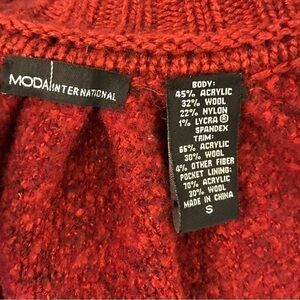 MODA INTERNATIONAL
BODY:
45% ACRYLIC
32% WOOL
22% NYLON
1% LYCRA ®
SPANDEX
TRIM:
66% ACRYLIC
30% WOOL
4% OTHER FIBER
POCKET LINING:
70% ACRYLIC
30% WOOL
MADE IN CHINA
S